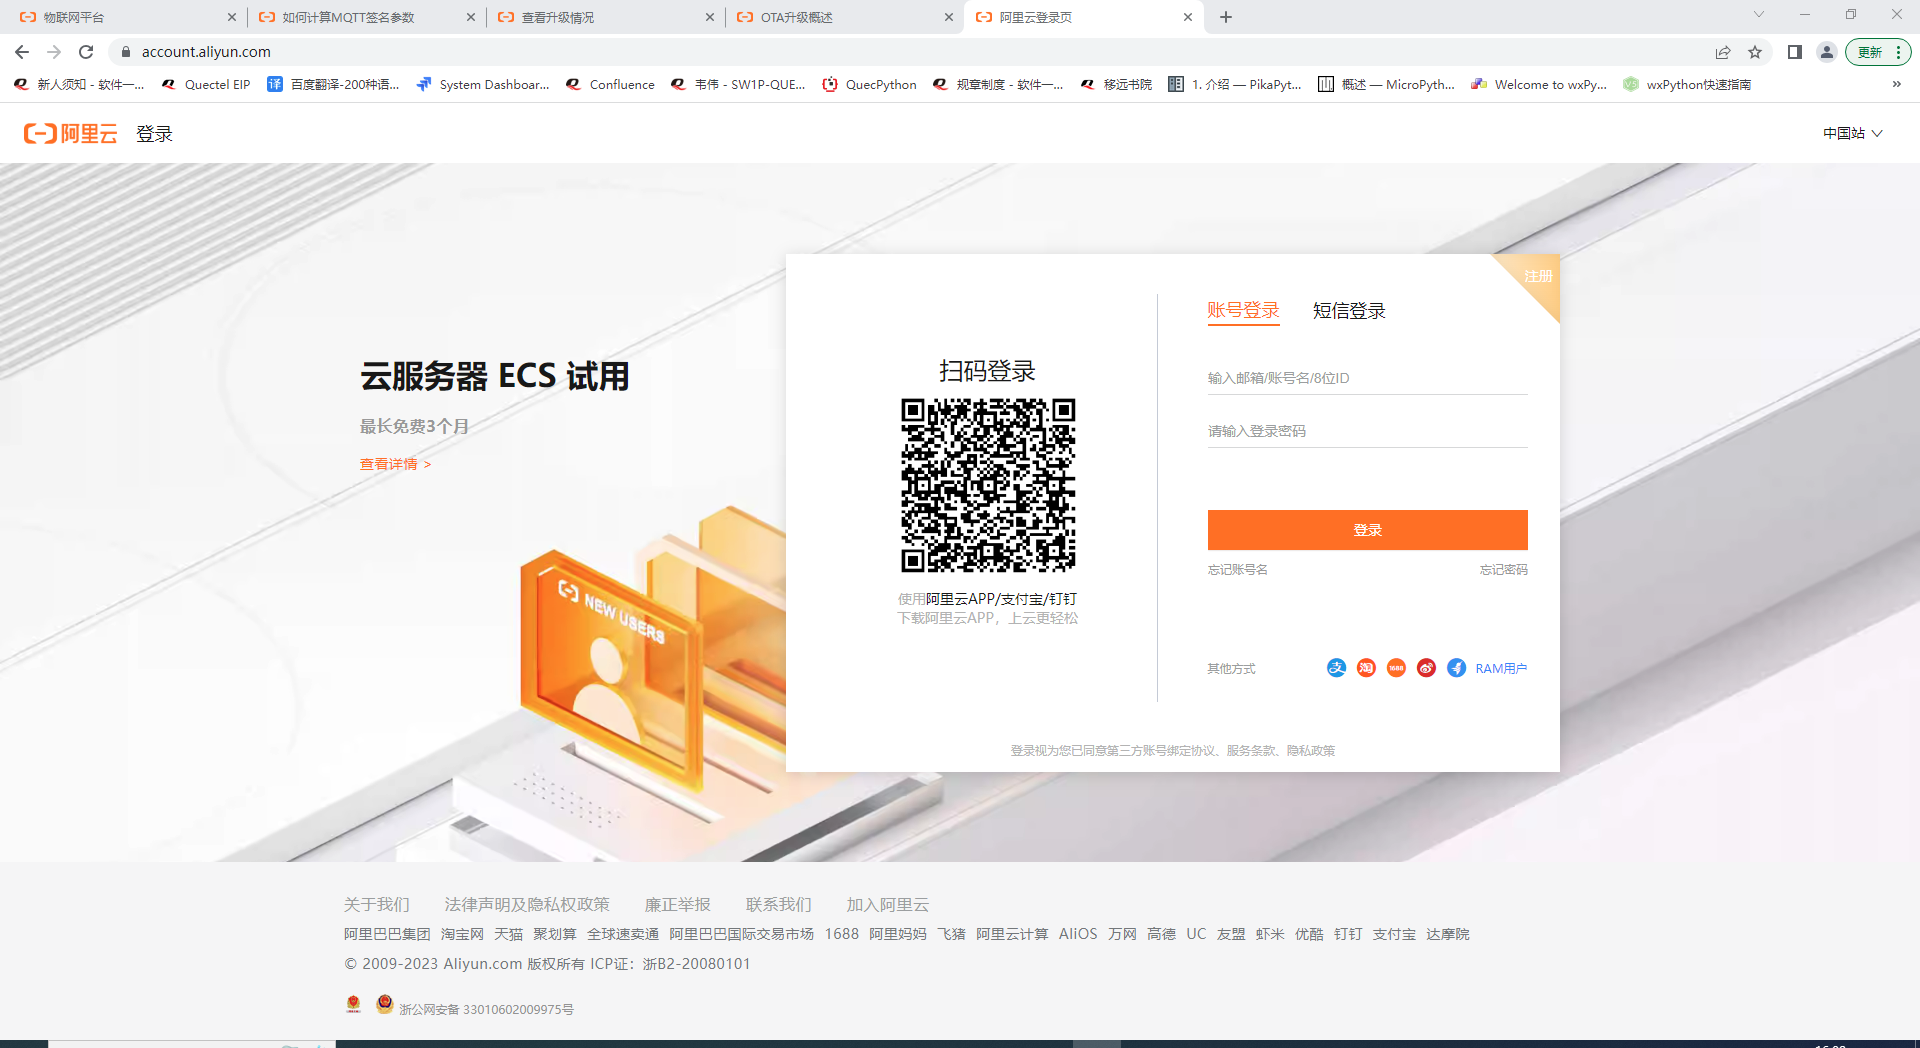 物联网平台 如何计算MQTT签名参数 查看升级情况 OTA升级概述 阿里云登录页
account.aliyun.com 更新
新人须知 - 软件一... Quectel EIP 百度翻译-200种语... System Dashboar... Confluence 韦伟 - SW1P-QUE... QuecPython 规章制度 - 软件一... 移远书院 1. 介绍 — PikaPyt... 概述 — MicroPyth... Welcome to wxPy... wxPython快速指南
阿里云 登录 中国站
注册
账号登录 短信登录
云服务器 ECS 试用
最长免费3个月
查看详情 >
NEW USERS
扫码登录
使用阿里云APP/支付宝/钉钉
下载阿里云APP，上云更轻松
输入邮箱/账号名/8位ID
请输入登录密码
登录
忘记账号名 忘记密码
其他方式 支 淘 1688 RAM用户
登录视为您已同意第三方账号绑定协议、服务条款、隐私政策
关于我们 法律声明及隐私权政策 廉正举报 联系我们 加入阿里云
阿里巴巴集团 淘宝网 天猫 聚划算 全球速卖通 阿里巴巴国际交易市场 1688 阿里妈妈 飞猪 阿里云计算 AliOS 万网 高德 UC 友盟 虾米 优酷 钉钉 支付宝 达摩院
© 2009-2023 Aliyun.com 版权所有 ICP证：浙B2-20080101
浙公网安备 33010602009975号